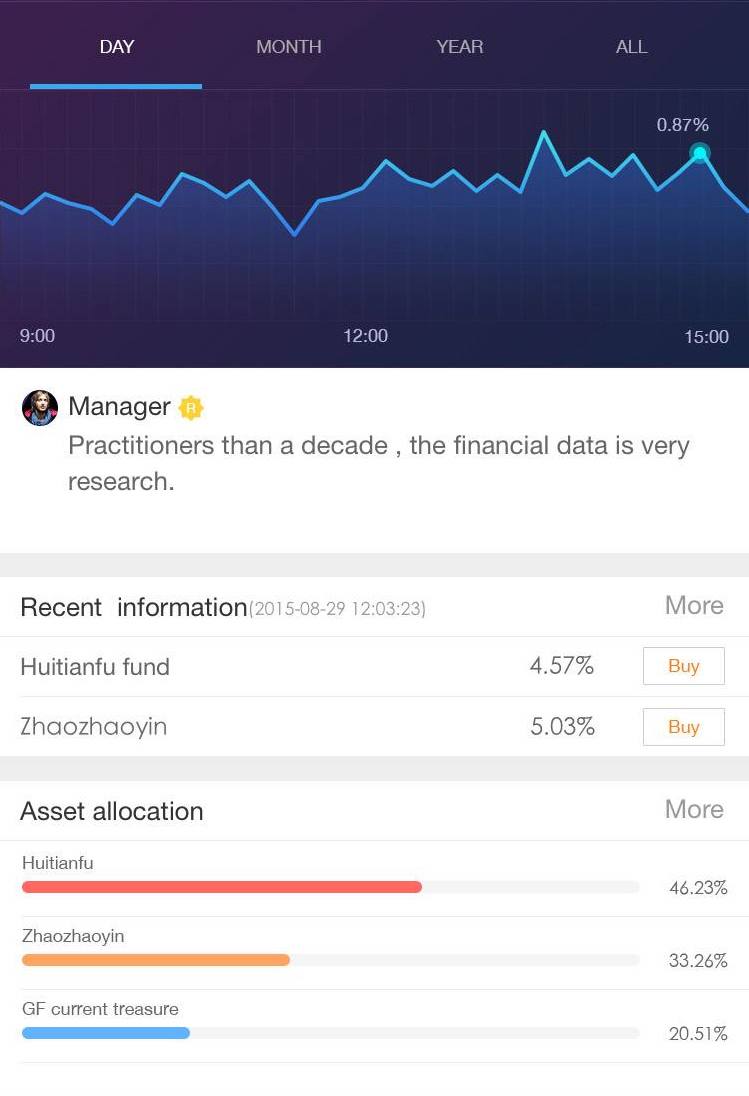 DAY MONTH YEAR ALL
0.87%
9:00 12:00 15:00
Manager R
Practitioners than a decade , the financial data is very
research.
Recent information(2015-08-29 12:03:23) More
Huitianfu fund 4.57% Buy
Zhaozhaoyin 5.03% Buy
Asset allocation More
Huitianfu
46.23%
Zhaozhaoyin
33.26%
GF current treasure
20.51%